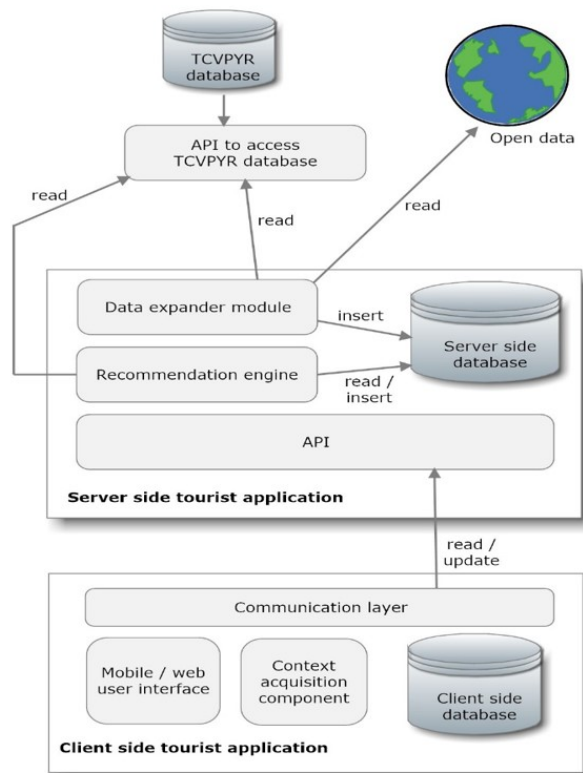 TCVPYR
database
API to access
TCVPYR database
Open data
read
read
read
Data expander module
insert
Server side
database
Recommendation engine
read /
insert
API
Server side tourist application
read /
update
Communication layer
Mobile / web
user interface
Context
acquisition
component
Client side
database
Client side tourist application